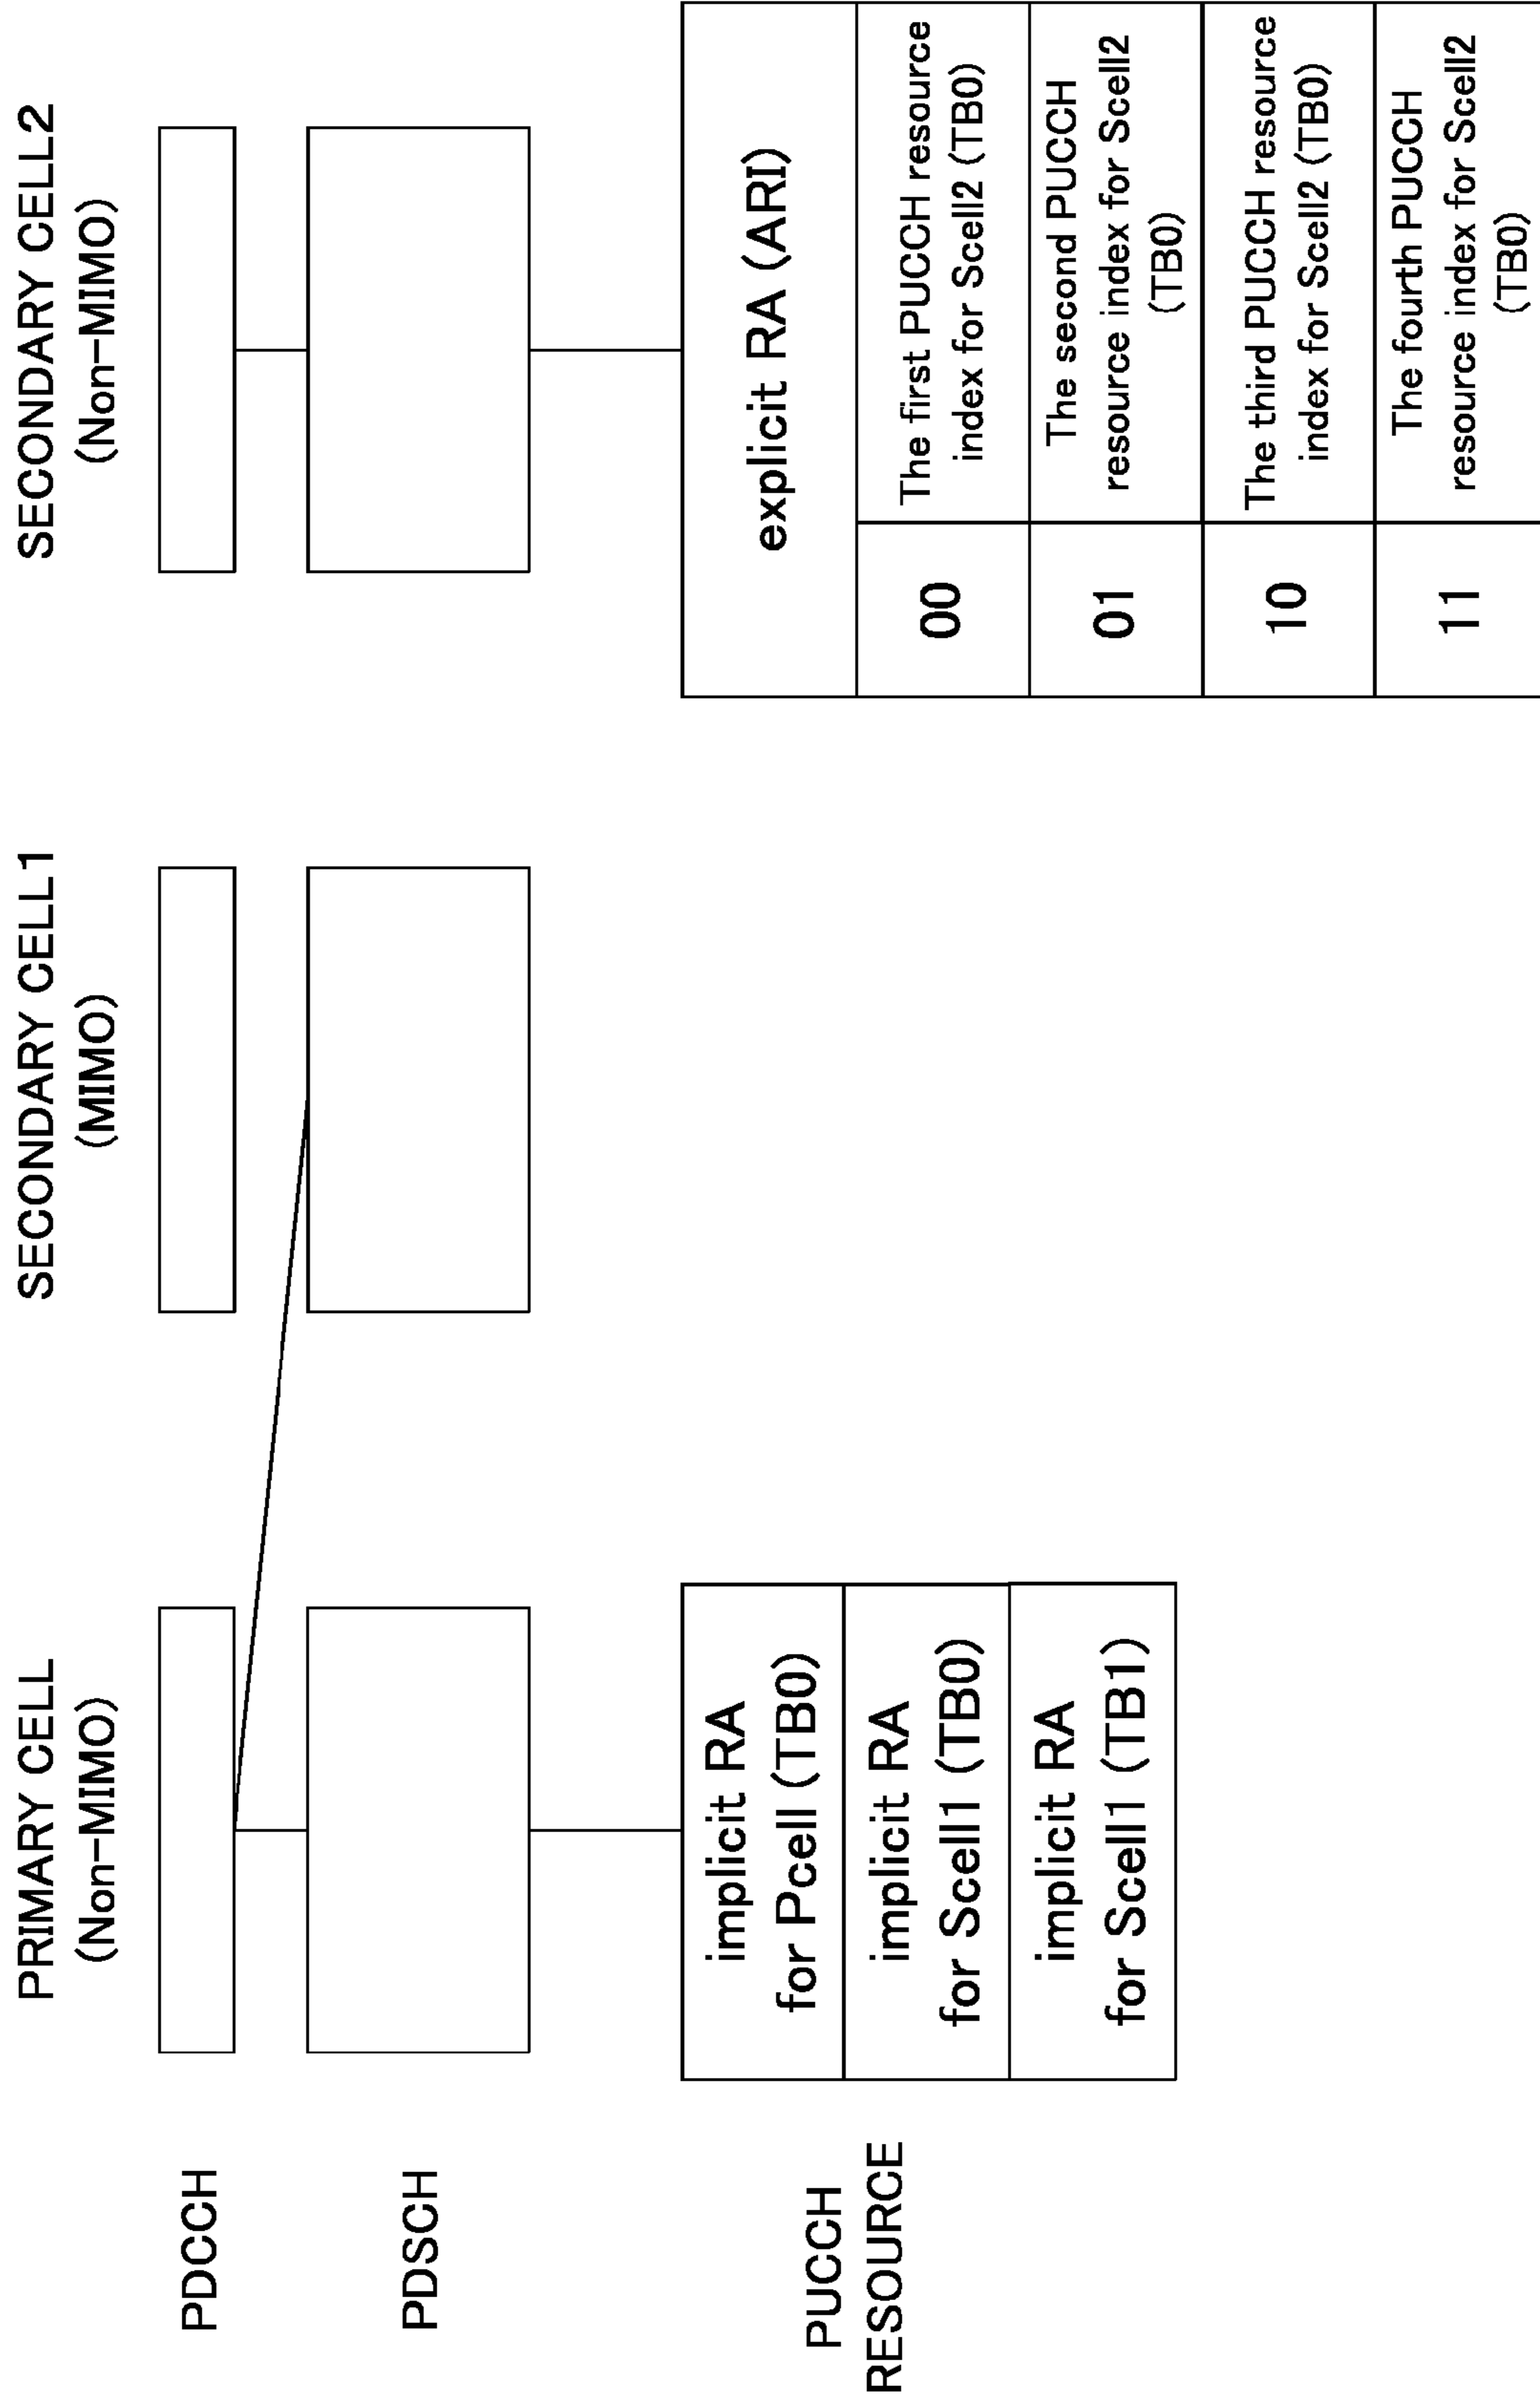 PRIMARY CELL
(Non-MIMO)
SECONDARY CELL1
(MIMO)
SECONDARY CELL2
(Non-MIMO)
PDCCH
PDSCH
PUCCH
RESOURCE
implicit RA
for Pcell (TB0)
implicit RA
for Scell1 (TB0)
implicit RA
for Scell1 (TB1)
explicit RA (ARI)
00
The first PUCCH resource
index for Scell2 (TB0)
01
The second PUCCH
resource index for Scell2
(TB0)
10
The third PUCCH resource
index for Scell2 (TB0)
11
The fourth PUCCH
resource index for Scell2
(TB0)